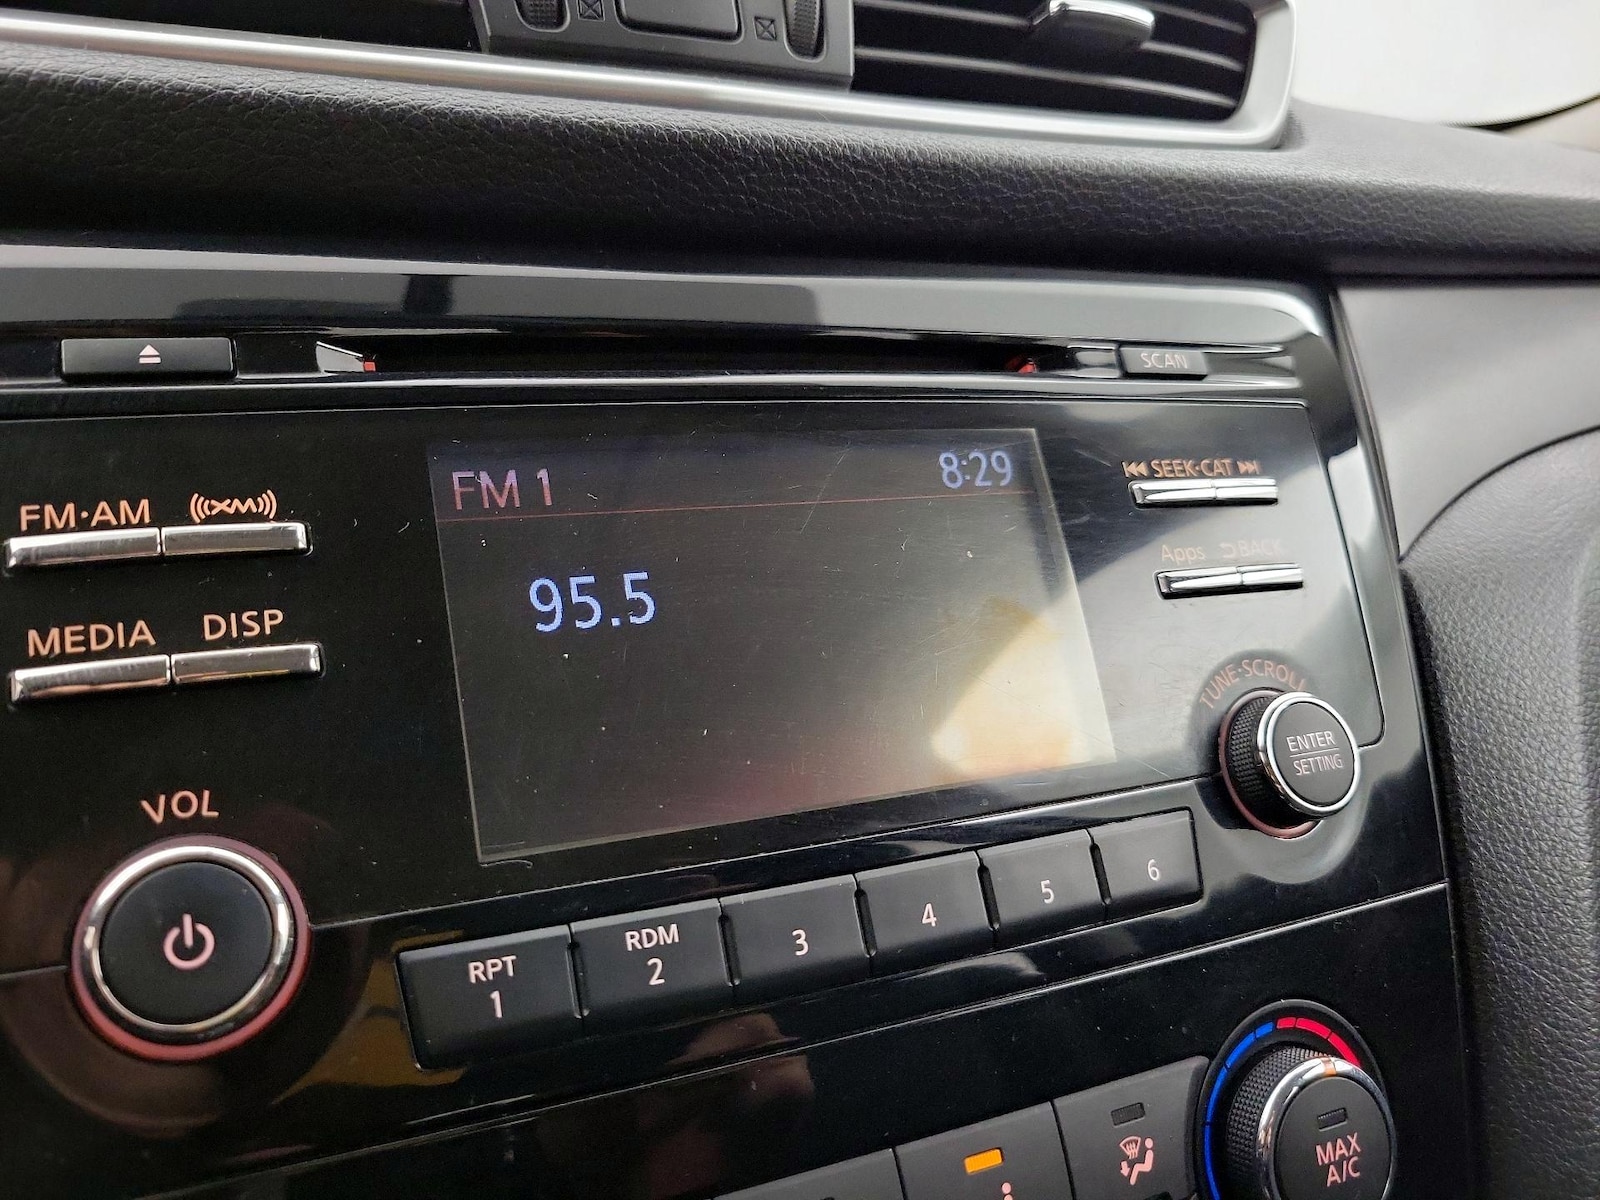 SCAN
FM 1 8:29
95.5
FM·AM XM
MEDIA DISP
VOL
SEEK·CAT
Apps BACK
TUNE·SCROLL
ENTER
SETTING
RPT
1
RDM
2
3
4
5
6
MAX
A/C